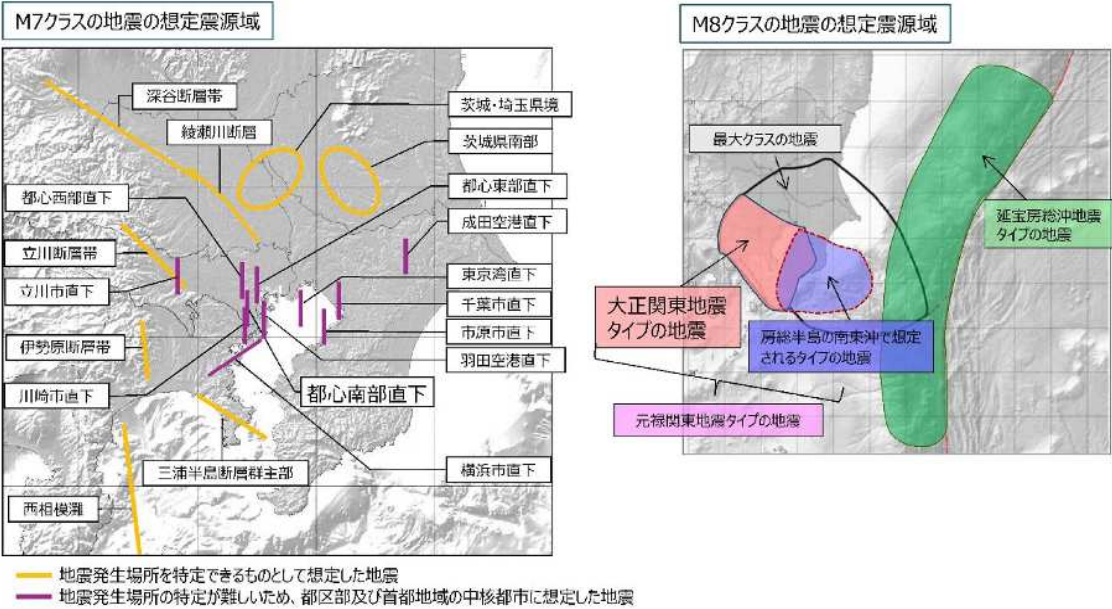 M7クラスの地震の想定震源域
深谷断層帯
綾瀬川断層
茨城・埼玉県境
茨城県南部
都心西部直下
都心東部直下
成田空港直下
立川断層帯
立川市直下
東京湾直下
千葉市直下
伊勢原断層帯
市原市直下
羽田空港直下
川崎市直下
都心南部直下
三浦半島断層群主部
横浜市直下
西相模灘
地震発生場所を特定できるものとして想定した地震
地震発生場所の特定が難しいため、都区部及び首都地域の中核都市に想定した地震
M8クラスの地震の想定震源域
最大クラスの地震
延宝房総沖地震
タイプの地震
大正関東地震
タイプの地震
房総半島の南東沖で想定
されるタイプの地震
元禄関東地震タイプの地震